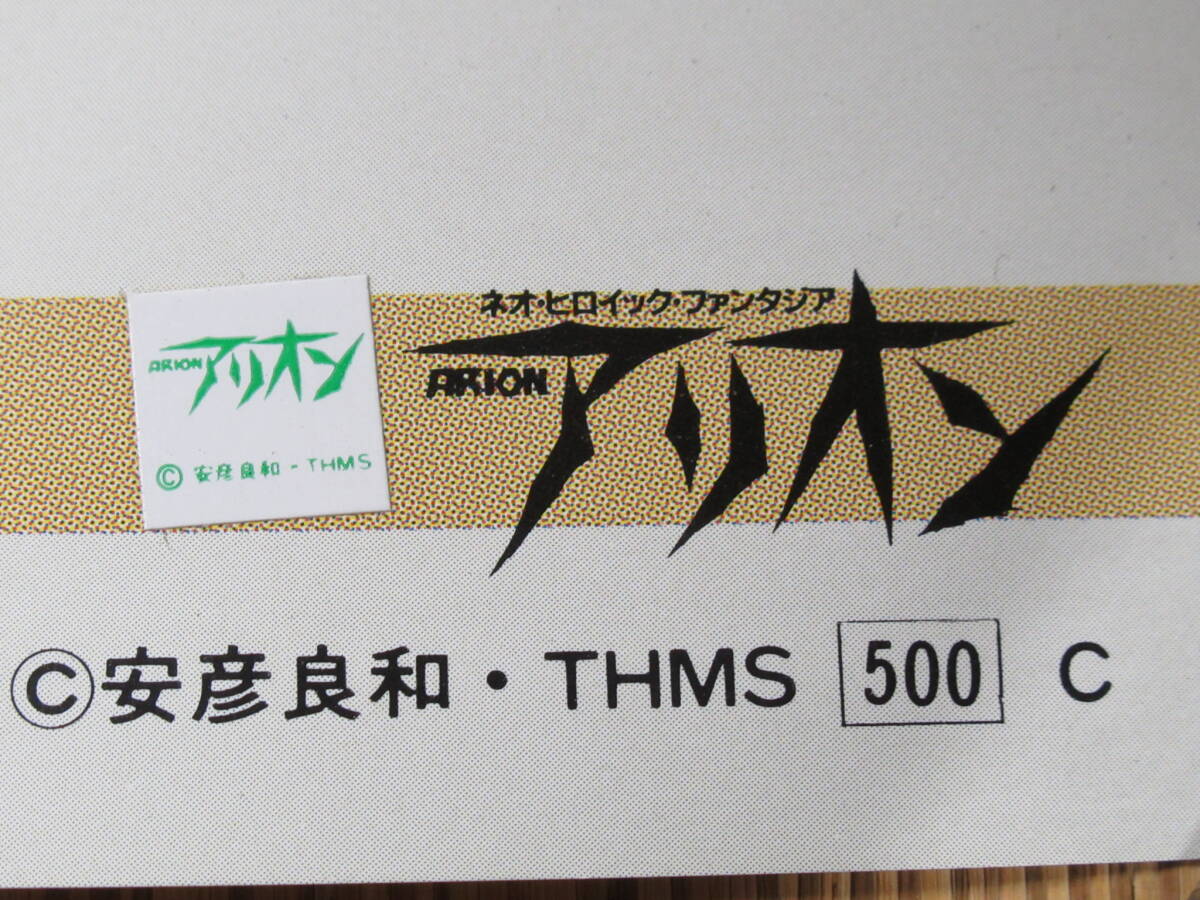 ARION アリオン
© 安彦良和 - THMS
ネオ・ヒロイック・ファンタジア
ARION アリオン
©安彦良和・THMS 500 C